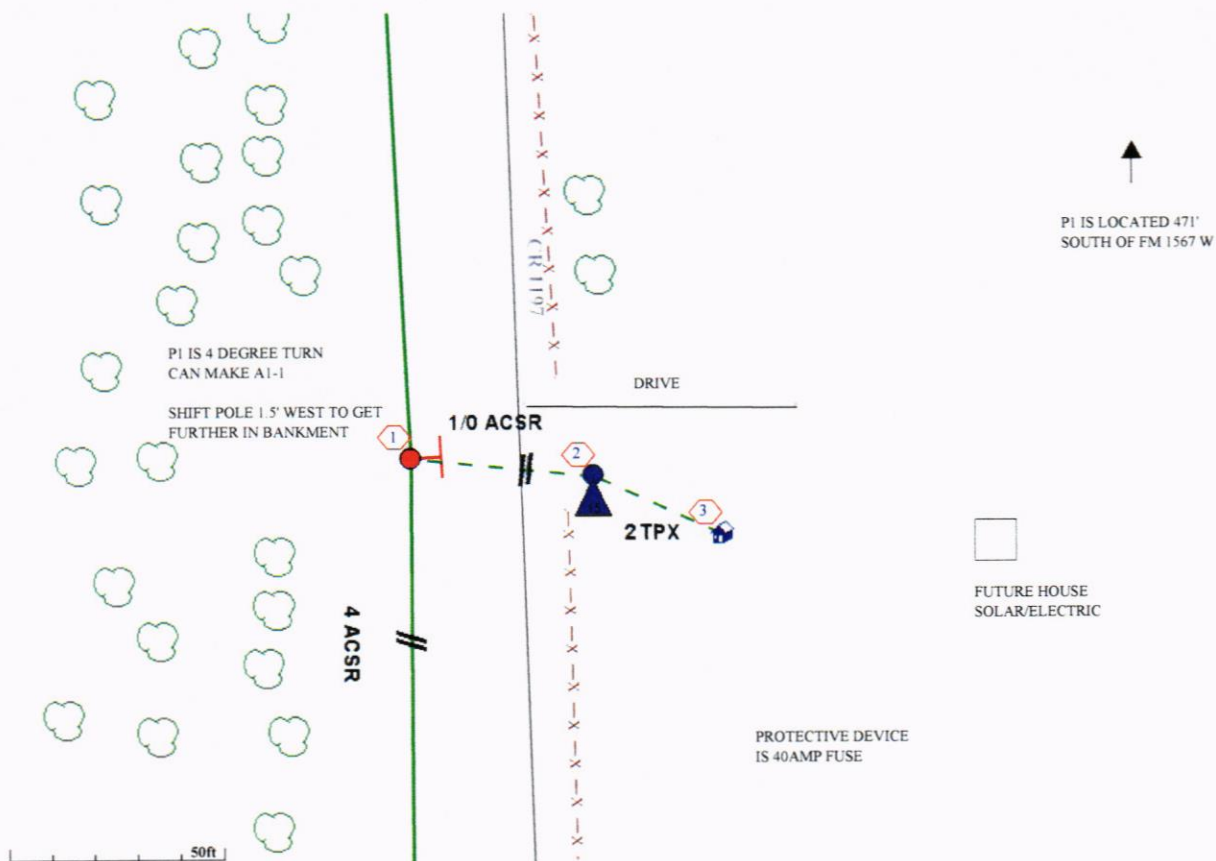 P1 IS LOCATED 471'
SOUTH OF FM 1567 W
CR 1197
P1 IS 4 DEGREE TURN
CAN MAKE A1-1
DRIVE
SHIFT POLE 1.5' WEST TO GET
FURTHER IN BANKMENT
1/0 ACSR
1
2
3
15
2 TPX
4 ACSR
FUTURE HOUSE
SOLAR/ELECTRIC
PROTECTIVE DEVICE
IS 40AMP FUSE
50ft